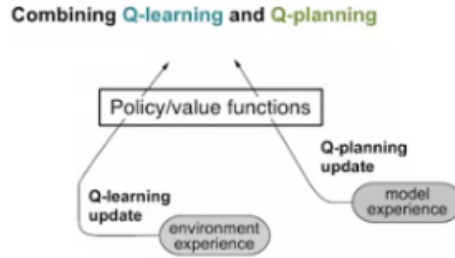 Combining Q-learning and Q-planning
Policy/value functions
Q-planning
update
Q-learning
update
model
experience
environment
experience